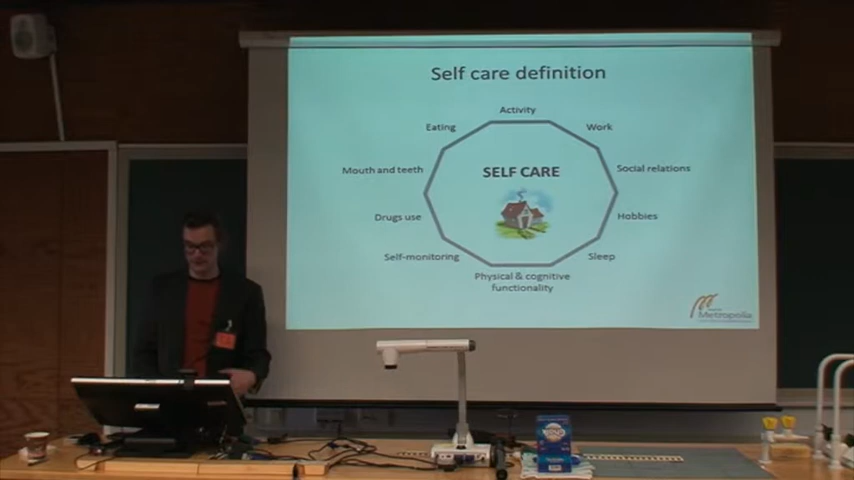 Self care definition
Activity
Eating
Work
Mouth and teeth
SELF CARE
Social relations
Drugs use
Hobbies
Self-monitoring
Sleep
Physical & cognitive
functionality
Metropolia